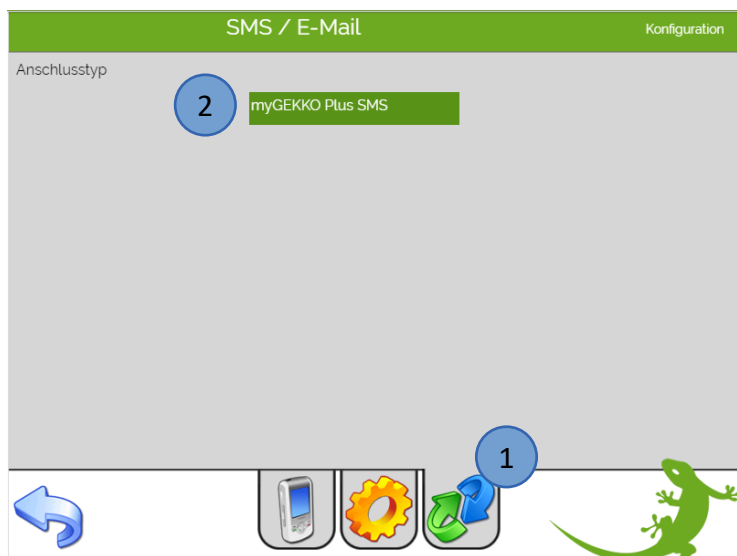 SMS / E-Mail
Konfiguration
Anschlusstyp
2
myGEKKO Plus SMS
1